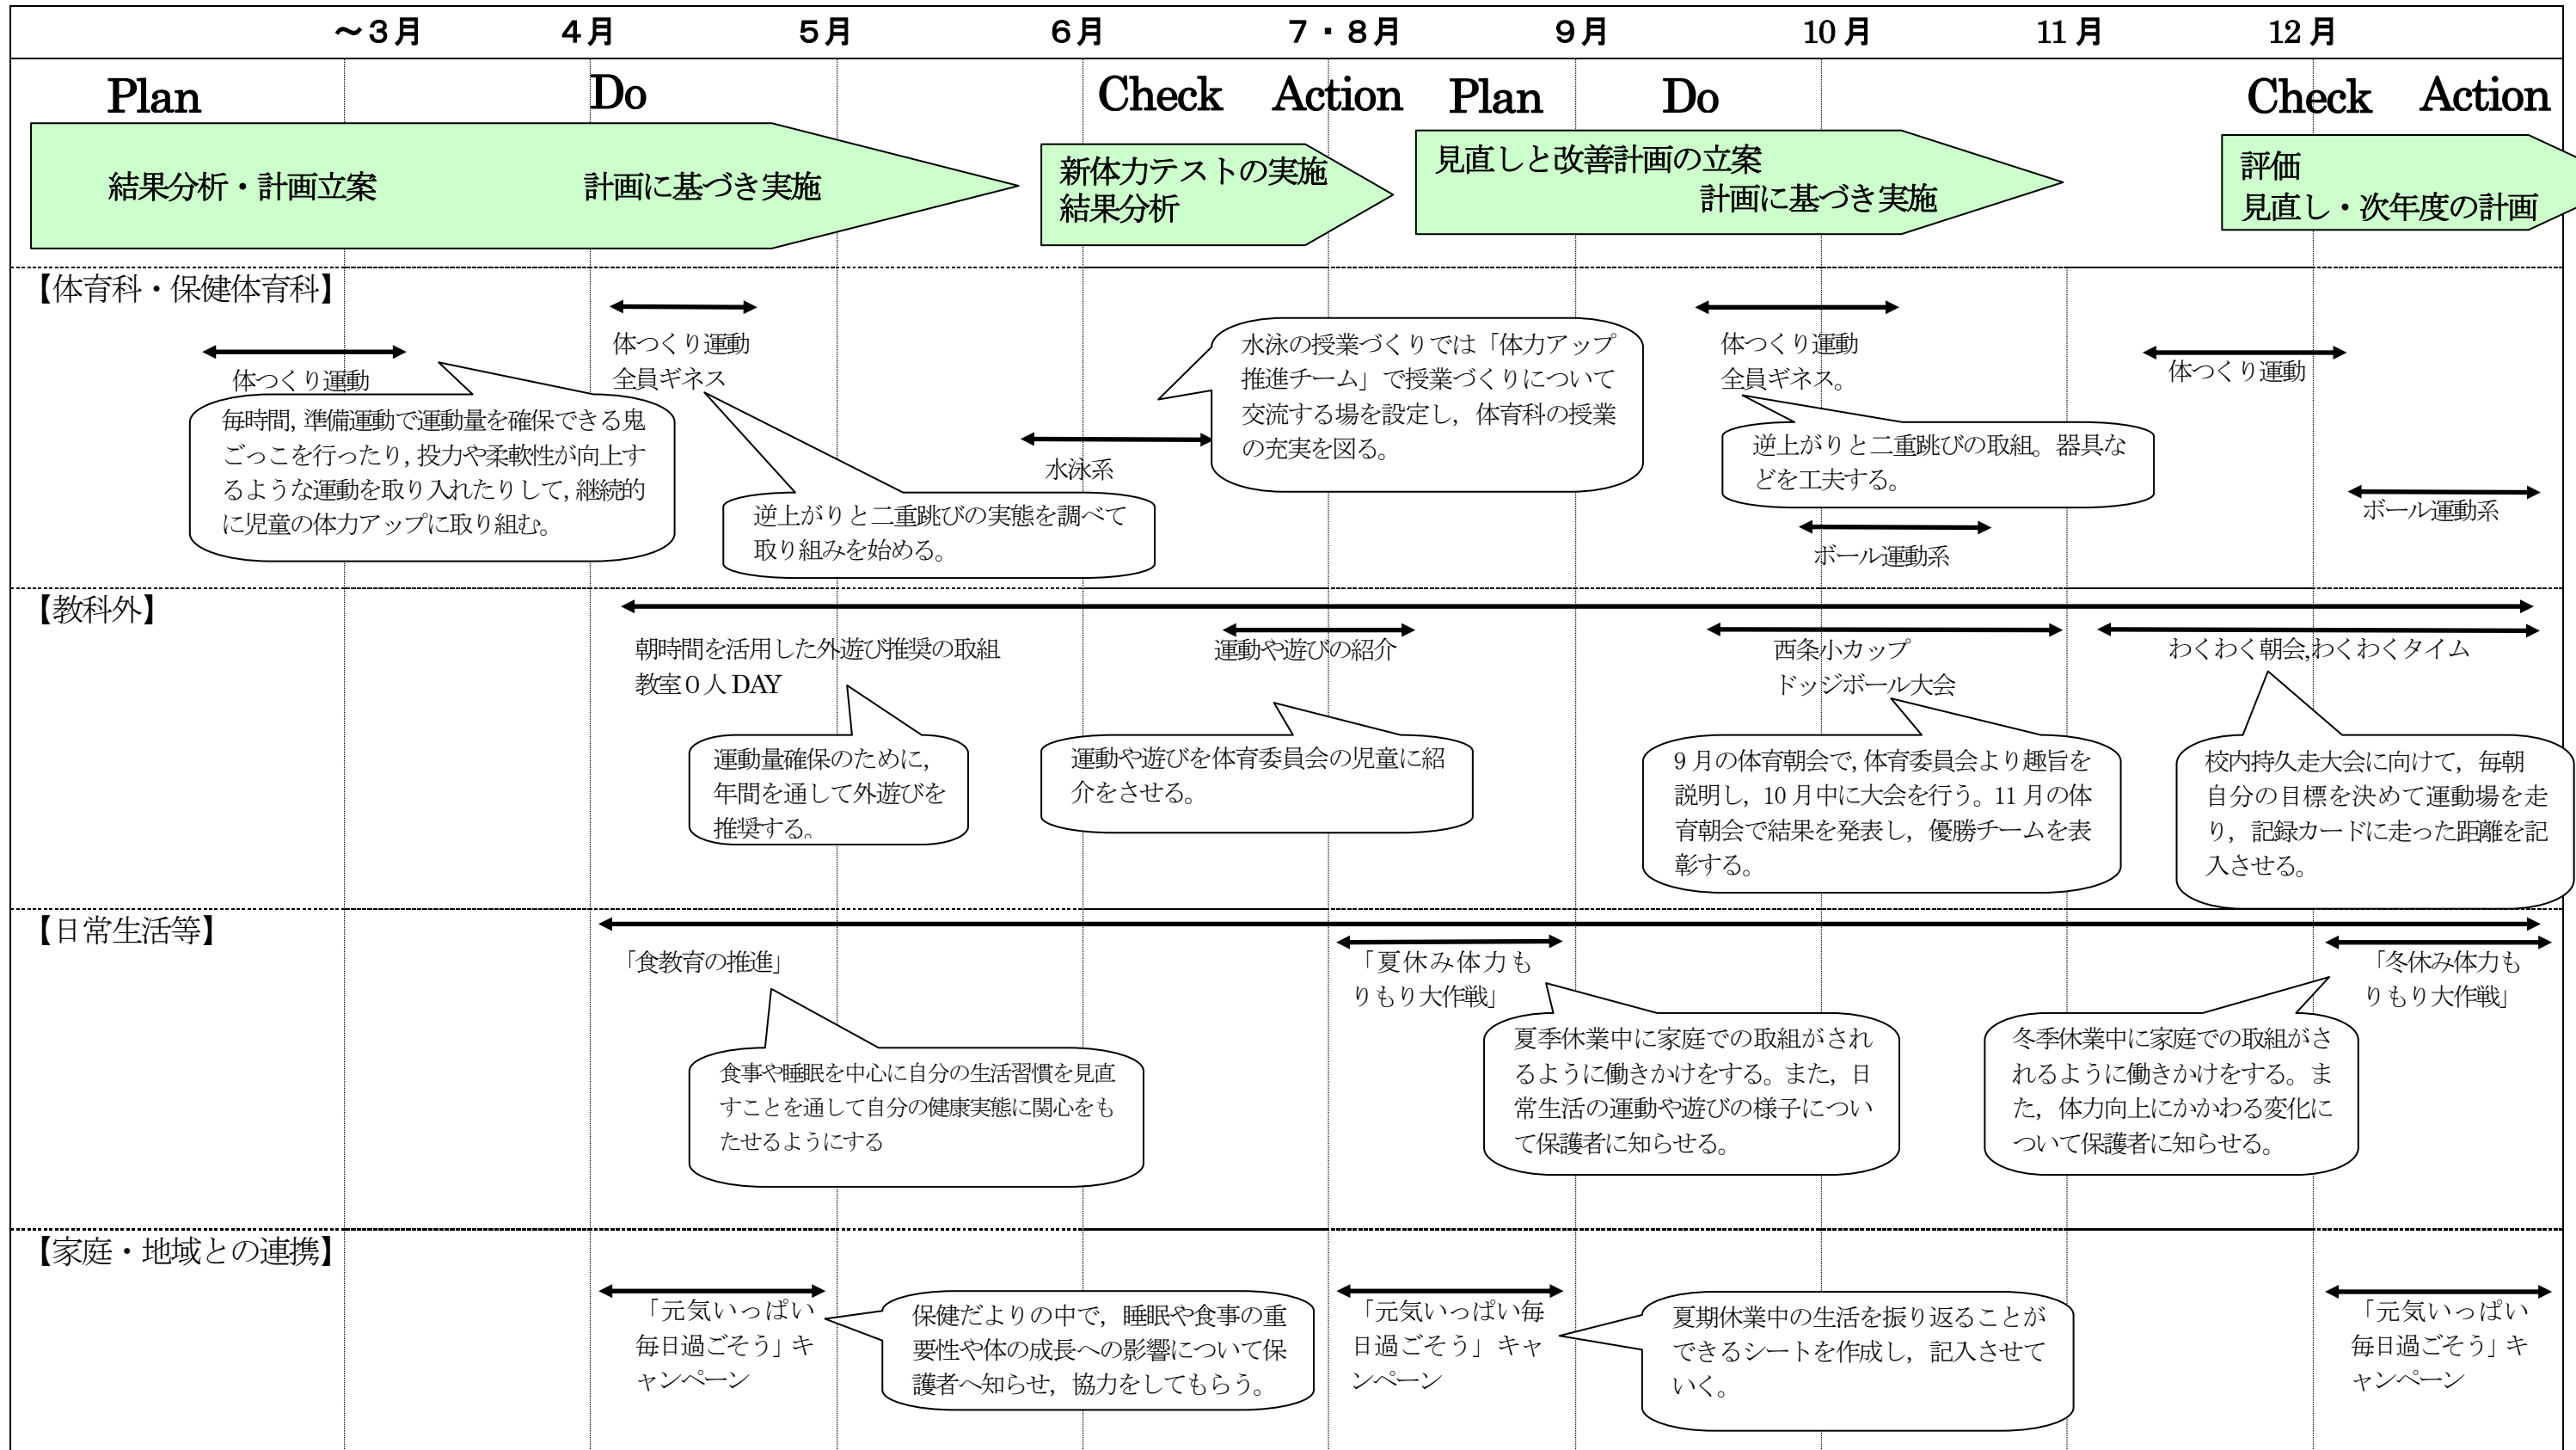 ～３月
４月
５月
６月
７・８月
９月
10 月
11 月
12 月
Plan
Do
Check
Action
Plan
Do
Check
Action
結果分析・計画立案
計画に基づき実施
新体力テストの実施
結果分析
見直しと改善計画の立案
計画に基づき実施
評価
見直し・次年度の計画
【体育科・保健体育科】
体つくり運動
毎時間，準備運動で運動量を確保できる鬼
ごっこを行ったり，投力や柔軟性が向上す
るような運動を取り入れたりして，継続的
に児童の体力アップに取り組む。
体つくり運動
全員ギネス
逆上がりと二重跳びの実態を調べて
取り組みを始める。
水泳系
水泳の授業づくりでは「体力アップ
推進チーム」で授業づくりについて
交流する場を設定し，体育科の授業
の充実を図る。
体つくり運動
全員ギネス。
逆上がりと二重跳びの取組。器具な
どを工夫する。
ボール運動系
体つくり運動
ボール運動系
【教科外】
朝時間を活用した外遊び推奨の取組
教室０人 DAY
運動量確保のために，
年間を通して外遊びを
推奨する。
運動や遊びの紹介
運動や遊びを体育委員会の児童に紹
介をさせる。
西条小カップ
ドッジボール大会
9 月の体育朝会で，体育委員会より趣旨を
説明し，10 月中に大会を行う。11 月の体
育朝会で結果を発表し，優勝チームを表
彰する。
わくわく朝会,わくわくタイム
校内持久走大会に向けて，毎朝
自分の目標を決めて運動場を走
り，記録カードに走った距離を記
入させる。
【日常生活等】
「食教育の推進」
食事や睡眠を中心に自分の生活習慣を見直
すことを通して自分の健康実態に関心をも
たせるようにする
「夏休み体力も
りもり大作戦」
夏季休業中に家庭での取組がされ
るように働きかけをする。また，日
常生活の運動や遊びの様子につい
て保護者に知らせる。
「冬休み体力も
りもり大作戦」
冬季休業中に家庭での取組がさ
れるように働きかけをする。ま
た，体力向上にかかわる変化に
ついて保護者に知らせる。
【家庭・地域との連携】
「元気いっぱい
毎日過ごそう」キ
ャンペーン
保健だよりの中で，睡眠や食事の重
要性や体の成長への影響について保
護者へ知らせ，協力をしてもらう。
「元気いっぱい毎
日過ごそう」キャ
ンペーン
夏期休業中の生活を振り返ることが
できるシートを作成し，記入させて
いく。
「元気いっぱい
毎日過ごそう」キ
ャンペーン